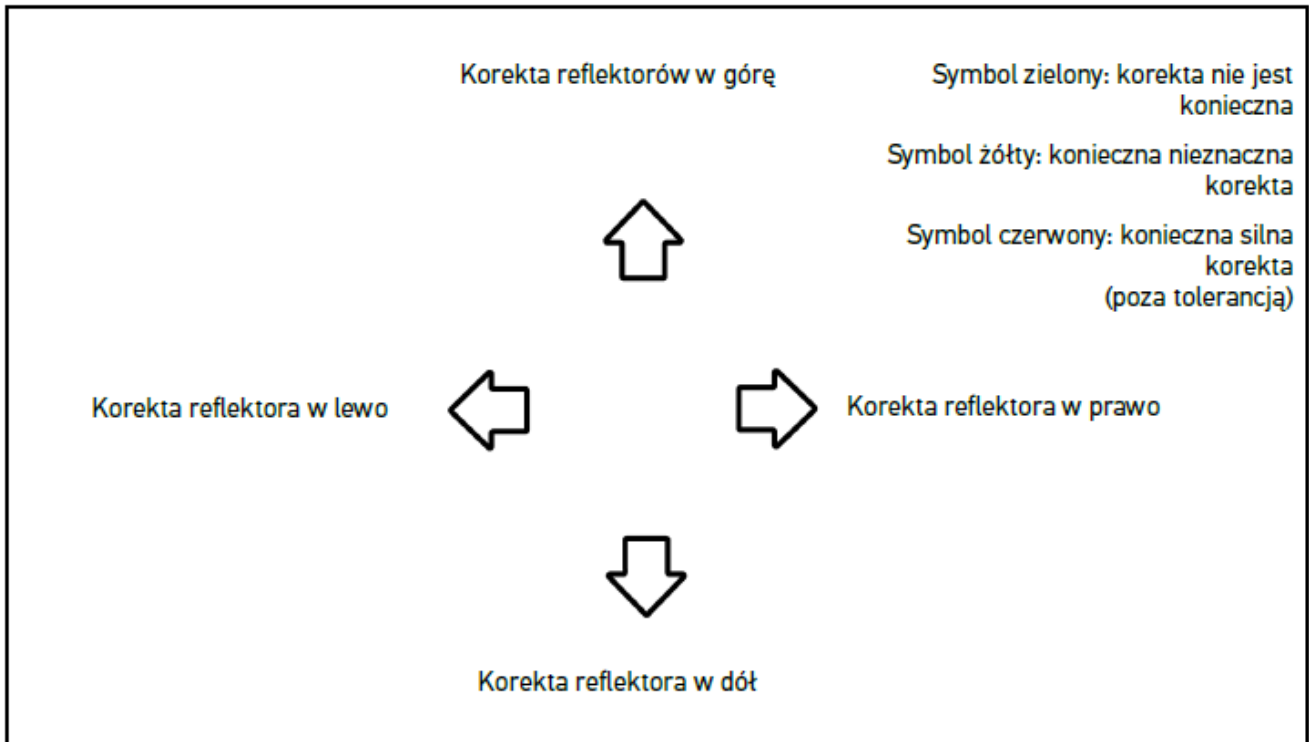 Korekta reflektorów w górę
Symbol zielony: korekta nie jest
konieczna
Symbol żółty: konieczna nieznaczna
korekta
Symbol czerwony: konieczna silna
korekta
(poza tolerancją)
Korekta reflektora w lewo
Korekta reflektora w prawo
Korekta reflektora w dół